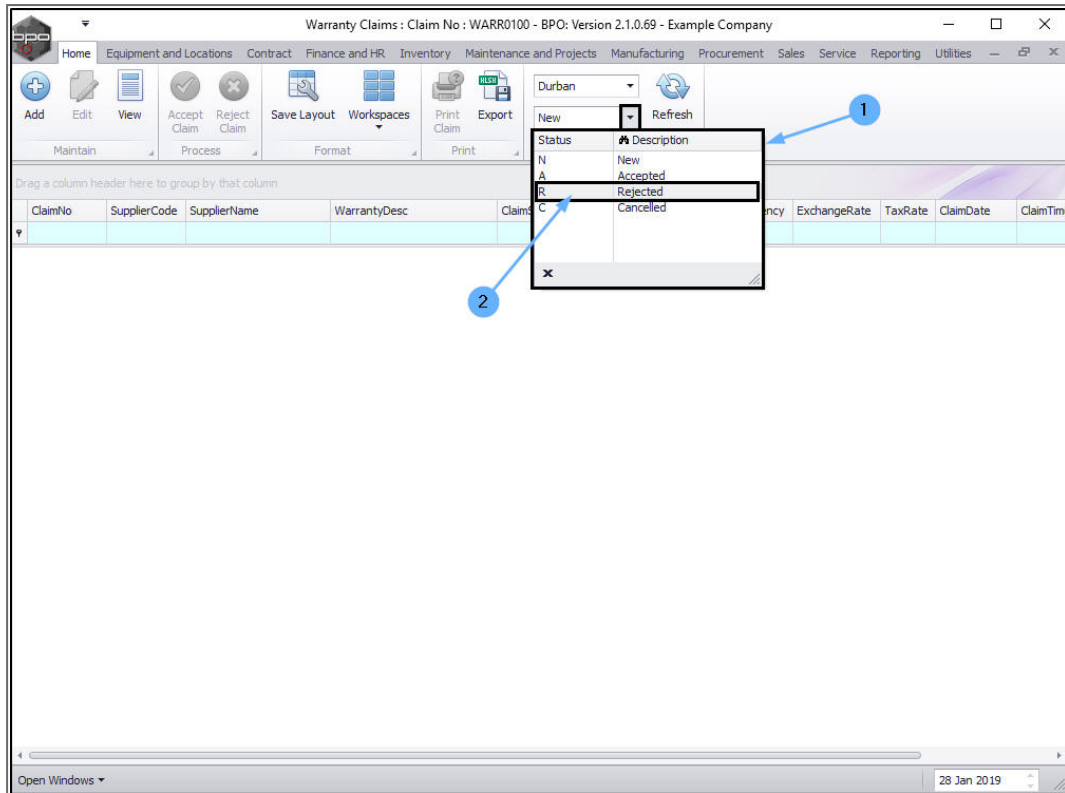 Warranty Claims : Claim No : WARR0100 - BPO: Version 2.1.0.69 - Example Company
bpo
Home Equipment and Locations Contract Finance and HR Inventory Maintenance and Projects Manufacturing Procurement Sales Service Reporting Utilities
Durban
Add Edit View Accept Claim Reject Claim Save Layout Workspaces Print Claim Export New Refresh
1
Maintain Process Format Print
Status Description
N New
A Accepted
R Rejected
C Cancelled
Drag a column header here to group by that column
ClaimNo SupplierCode SupplierName WarrantyDesc ExchangeRate TaxRate ClaimDate ClaimTim
2
Open Windows
28 Jan 2019